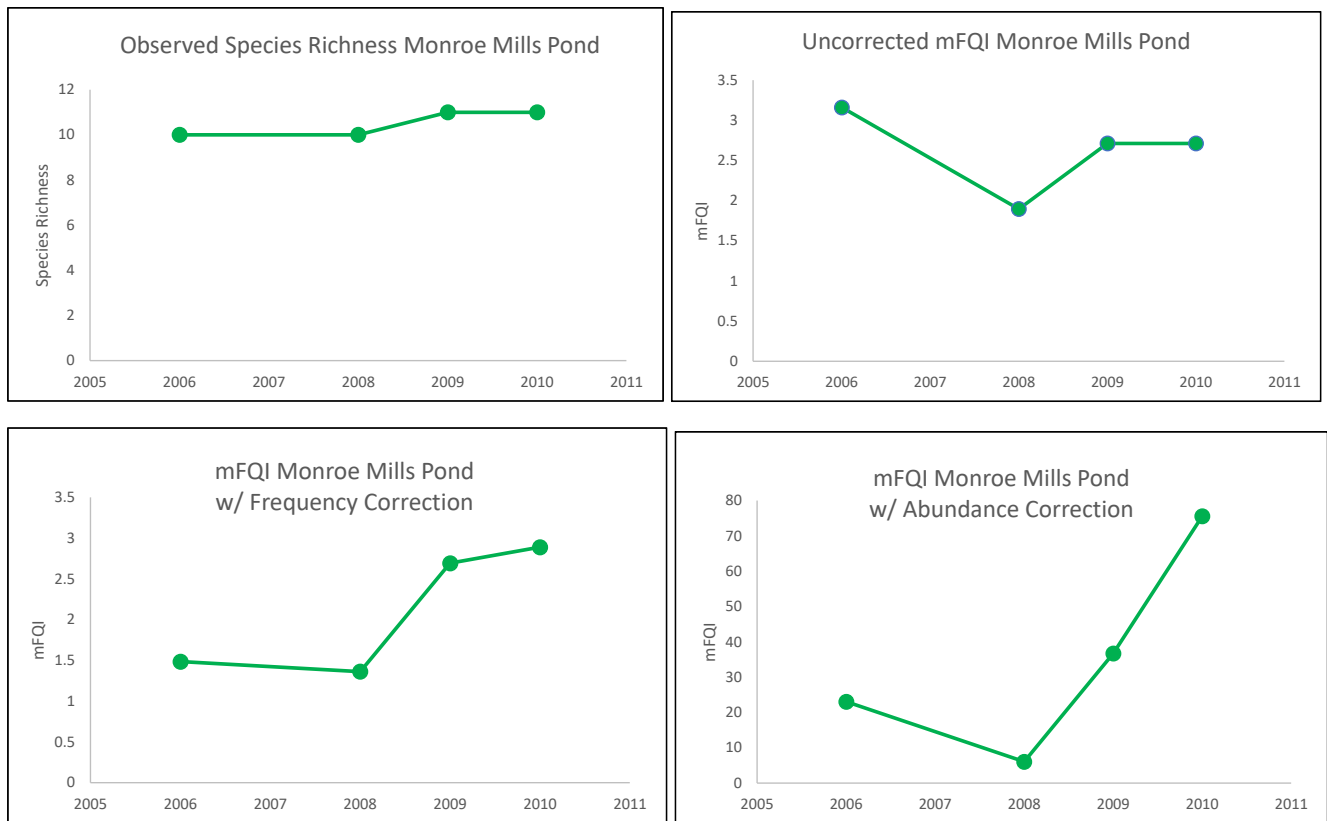 Observed Species Richness Monroe Mills Pond
12
10
8
6
4
2
0
Species Richness
2005 2006 2007 2008 2009 2010 2011
Uncorrected mFQI Monroe Mills Pond
3.5
3
2.5
2
1.5
1
0.5
0
mFQI
2005 2006 2007 2008 2009 2010 2011
mFQI Monroe Mills Pond
w/ Frequency Correction
3.5
3
2.5
2
1.5
1
0.5
0
mFQI
2005 2006 2007 2008 2009 2010 2011
mFQI Monroe Mills Pond
w/ Abundance Correction
80
70
60
50
40
30
20
10
0
mFQI
2005 2006 2007 2008 2009 2010 2011